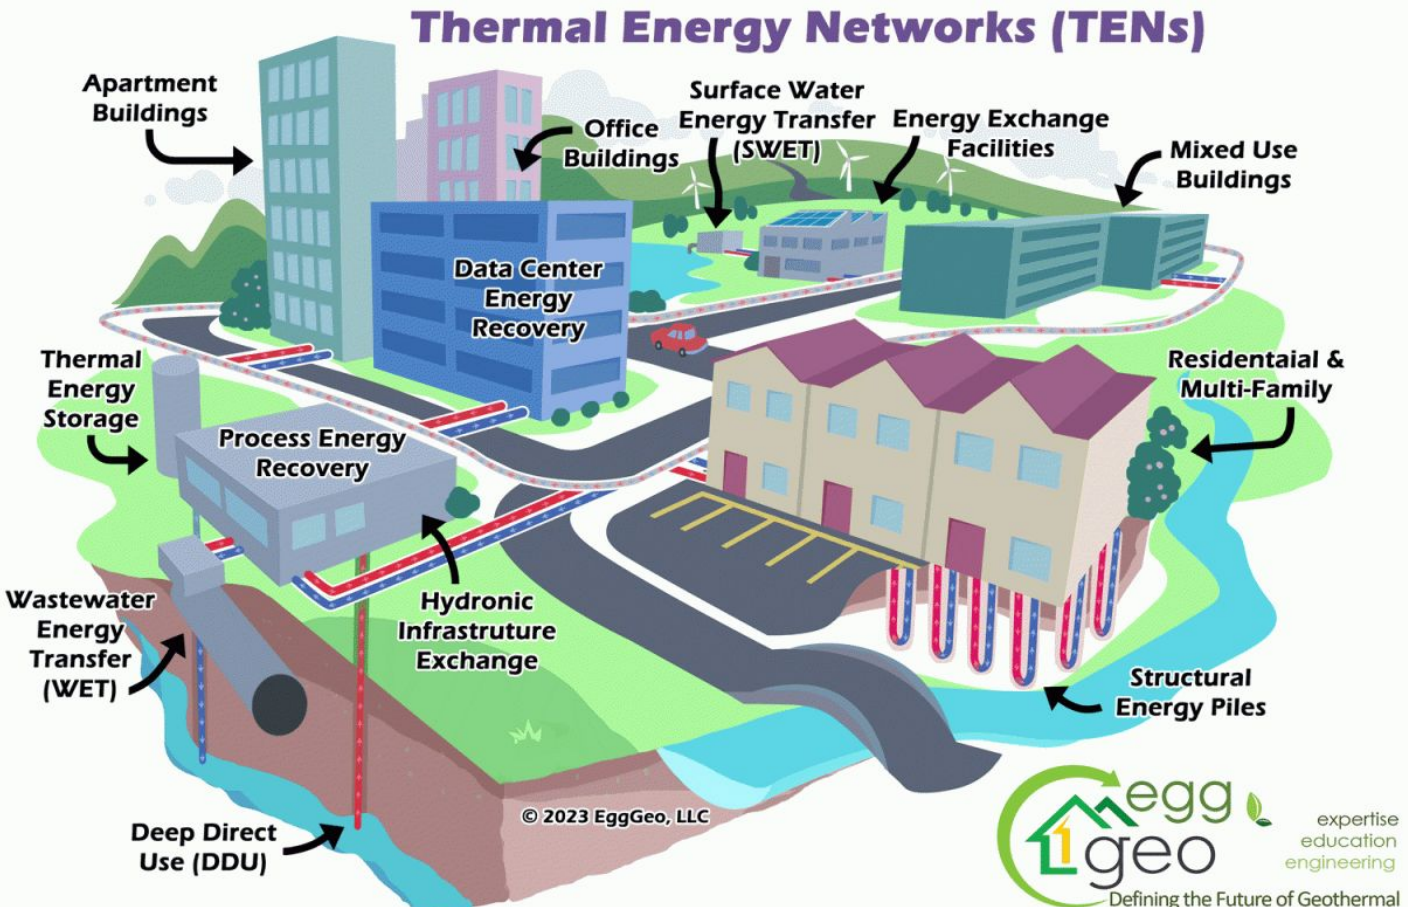 Thermal Energy Networks (TENs)
Apartment
Buildings
Office
Buildings
Surface Water
Energy Transfer
(SWET)
Energy Exchange
Facilities
Mixed Use
Buildings
Data Center
Energy
Recovery
Thermal
Energy
Storage
Process Energy
Recovery
Residentaial &
Multi-Family
Wastewater
Energy
Transfer
(WET)
Hydronic
Infrastruture
Exchange
Structural
Energy Piles
Deep Direct
Use (DDU)
© 2023 EggGeo, LLC
egg
geo
expertise
education
engineering
Defining the Future of Geothermal